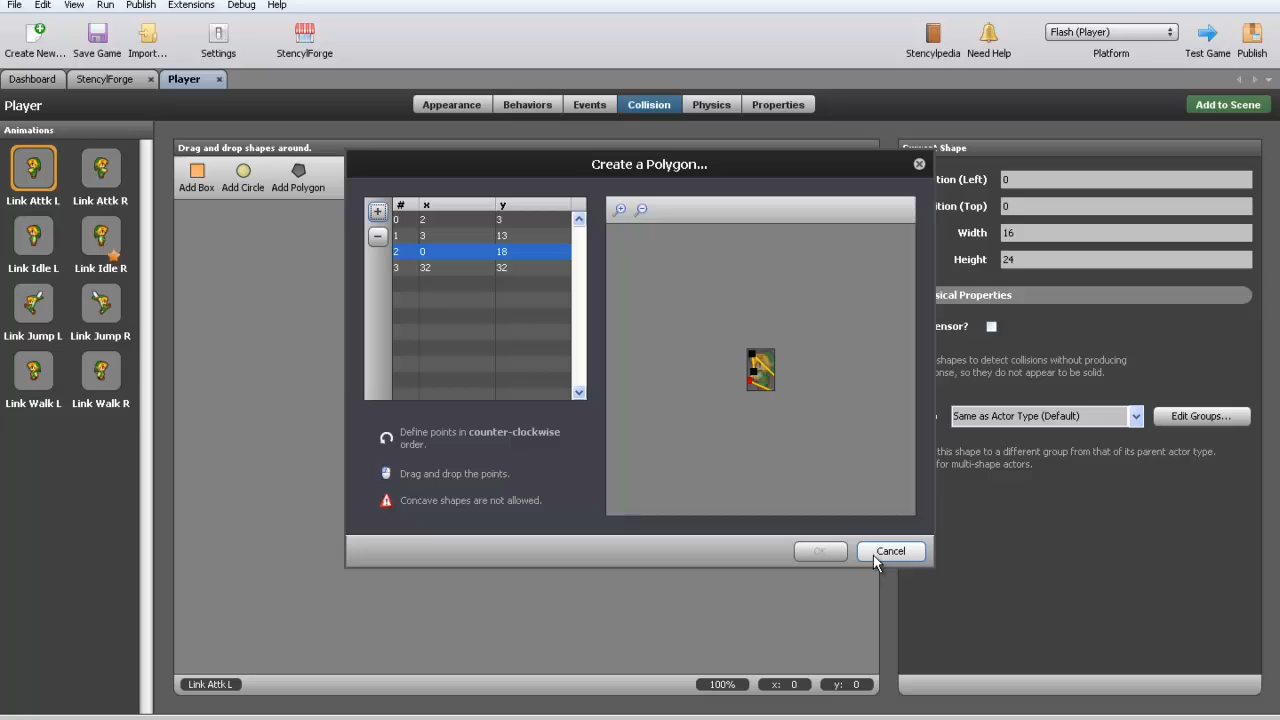 File Edit View Run Publish Extensions Debug Help
Create New... Save Game Import... Settings StencylForge Stencylpedia Need Help Flash (Player) Platform Test Game Publish
Dashboard StencylForge Player
Player Appearance Behaviors Events Collision Physics Properties Add to Scene
Animations
Link Attk L Link Attk R
Link Idle L Link Idle R
Link Jump L Link Jump R
Link Walk L Link Walk R
Drag and drop shapes around.
Add Box Add Circle Add Polygon
Create a Polygon...
# x y
0 2 3
1 3 13
2 0 18
3 32 32
Define points in counter-clockwise
order.
Drag and drop the points.
Concave shapes are not allowed.
OK Cancel
Current Shape
tion (Left) 0
tion (Top) 0
Width 16
Height 24
sical Properties
ensor?
shapes to detect collisions without producing
onse, so they do not appear to be solid.
Same as Actor Type (Default) Edit Groups...
this shape to a different group from that of its parent actor type.
for multi-shape actors.
Link Attk L 100% x: 0 y: 0